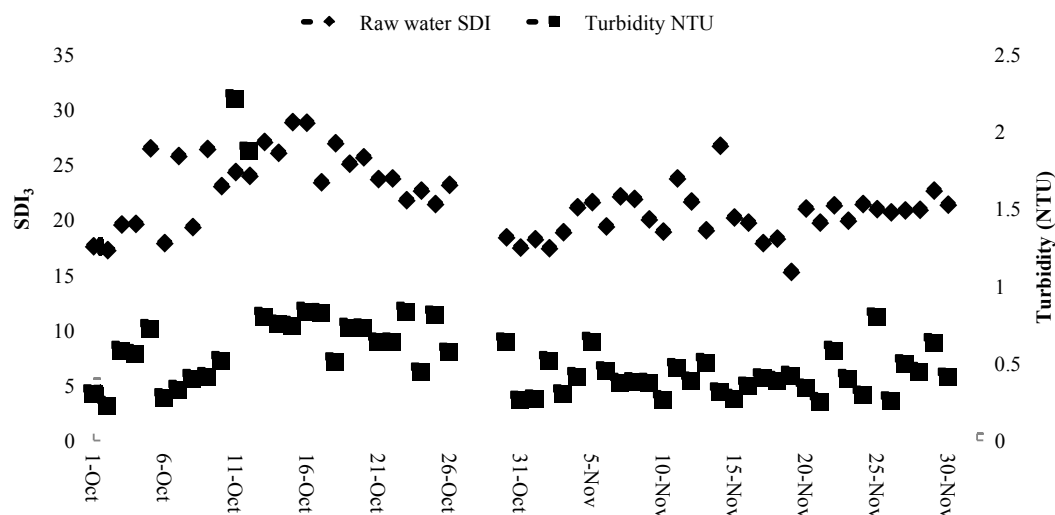 Raw water SDI Turbidity NTU
35
30
25
20
15
10
5
0
SDI3
2.5
2
1.5
1
0.5
0
Turbidity (NTU)
1-Oct
6-Oct
11-Oct
16-Oct
21-Oct
26-Oct
31-Oct
5-Nov
10-Nov
15-Nov
20-Nov
25-Nov
30-Nov